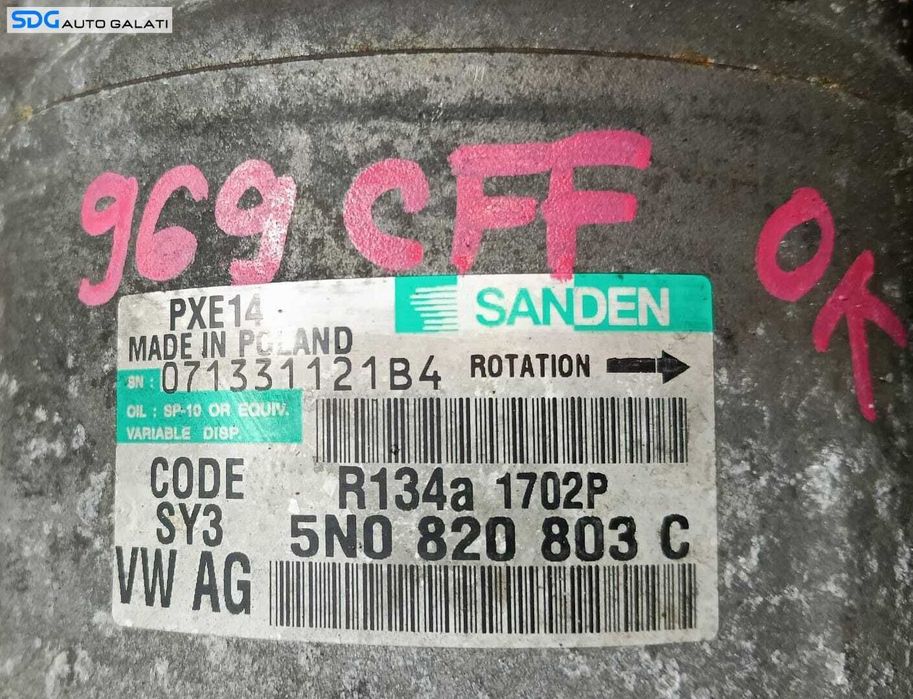 SDG AUTO GALATI
969 CFF OK
PXE14
SANDEN
MADE IN POLAND
SN: 071331121B4
ROTATION
OIL : SP-10 OR EQUIV.
VARIABLE DISP.
CODE
R134a 1702P
SY3
5N0 820 803 C
VW AG